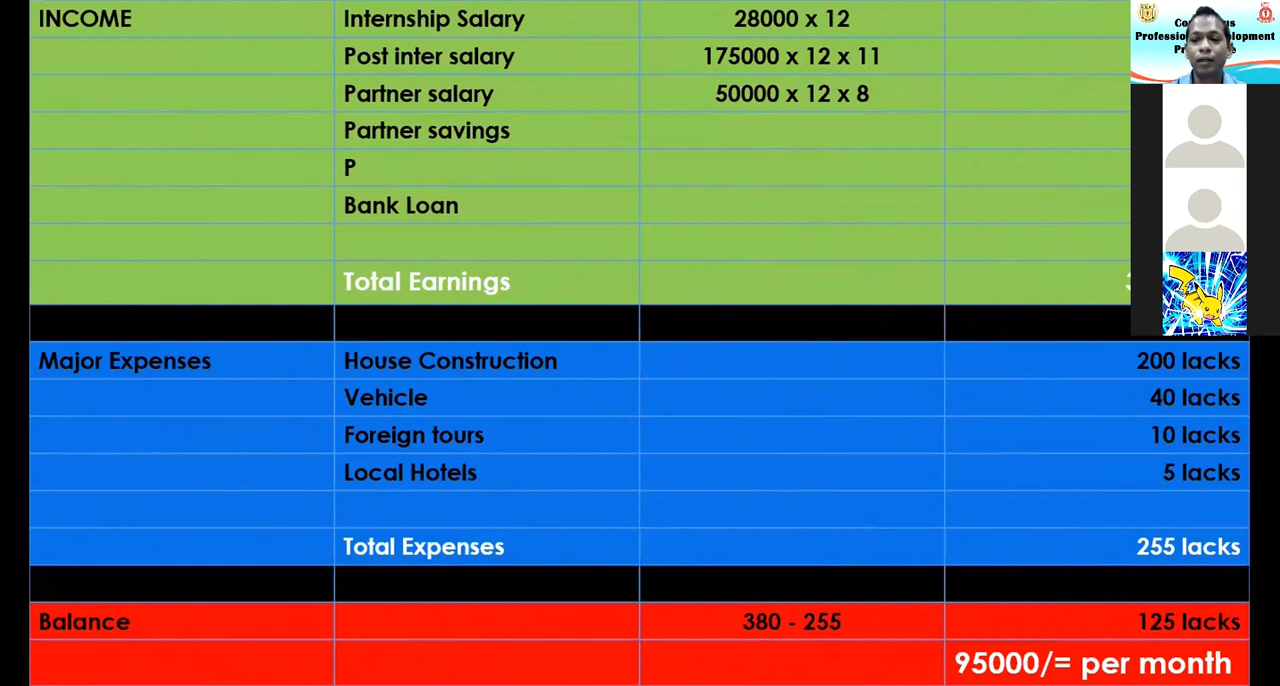 INCOME Internship Salary 28000 x 12
Post inter salary 175000 x 12 x 11
Partner salary 50000 x 12 x 8
Partner savings
P
Bank Loan
Total Earnings
Major Expenses House Construction 200 lacks
Vehicle 40 lacks
Foreign tours 10 lacks
Local Hotels 5 lacks
Total Expenses 255 lacks
Balance 380 - 255 125 lacks
95000/= per month